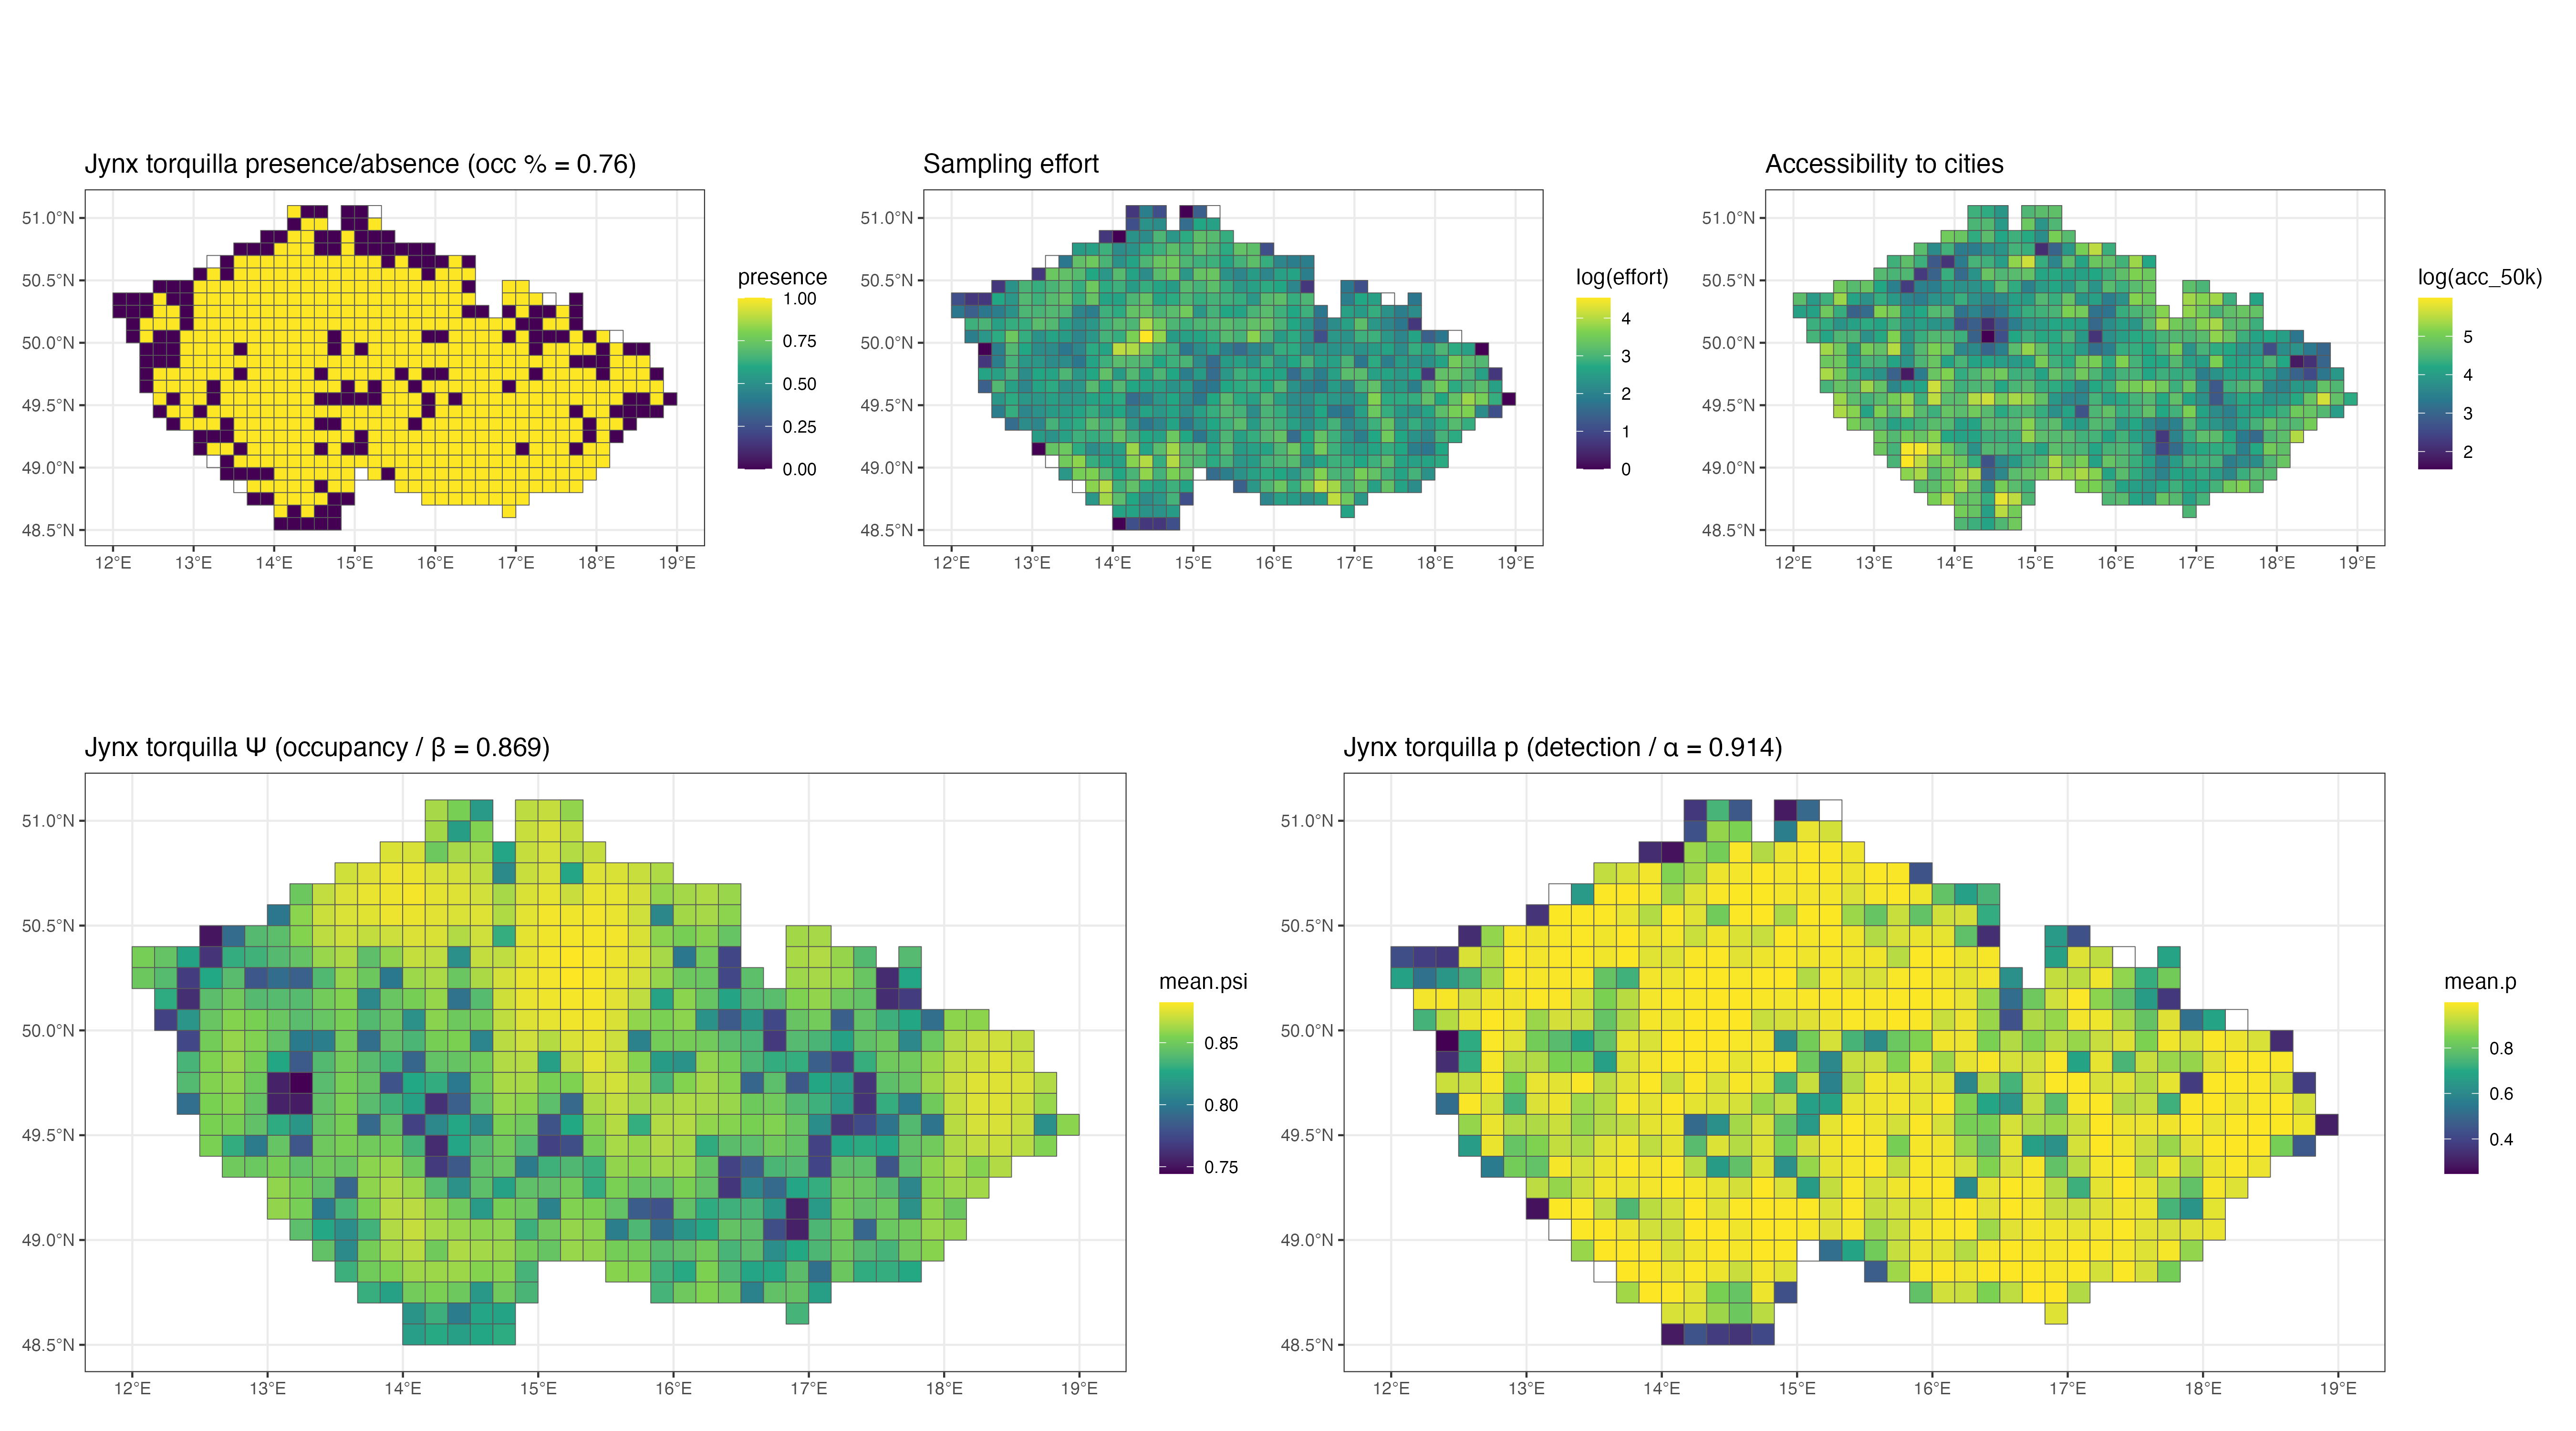 Jynx torquilla presence/absence (occ % = 0.76)
51.0°N
50.5°N
50.0°N
49.5°N
49.0°N
48.5°N
12°E 13°E 14°E 15°E 16°E 17°E 18°E 19°E
presence
1.00
0.75
0.50
0.25
0.00
Sampling effort
51.0°N
50.5°N
50.0°N
49.5°N
49.0°N
48.5°N
12°E 13°E 14°E 15°E 16°E 17°E 18°E 19°E
log(effort)
4
3
2
1
0
Accessibility to cities
51.0°N
50.5°N
50.0°N
49.5°N
49.0°N
48.5°N
12°E 13°E 14°E 15°E 16°E 17°E 18°E 19°E
log(acc_50k)
5
4
3
2
Jynx torquilla Ψ (occupancy / β = 0.869)
51.0°N
50.5°N
50.0°N
49.5°N
49.0°N
48.5°N
12°E 13°E 14°E 15°E 16°E 17°E 18°E 19°E
mean.psi
0.85
0.80
0.75
Jynx torquilla p (detection / α = 0.914)
51.0°N
50.5°N
50.0°N
49.5°N
49.0°N
48.5°N
12°E 13°E 14°E 15°E 16°E 17°E 18°E 19°E
mean.p
0.8
0.6
0.4